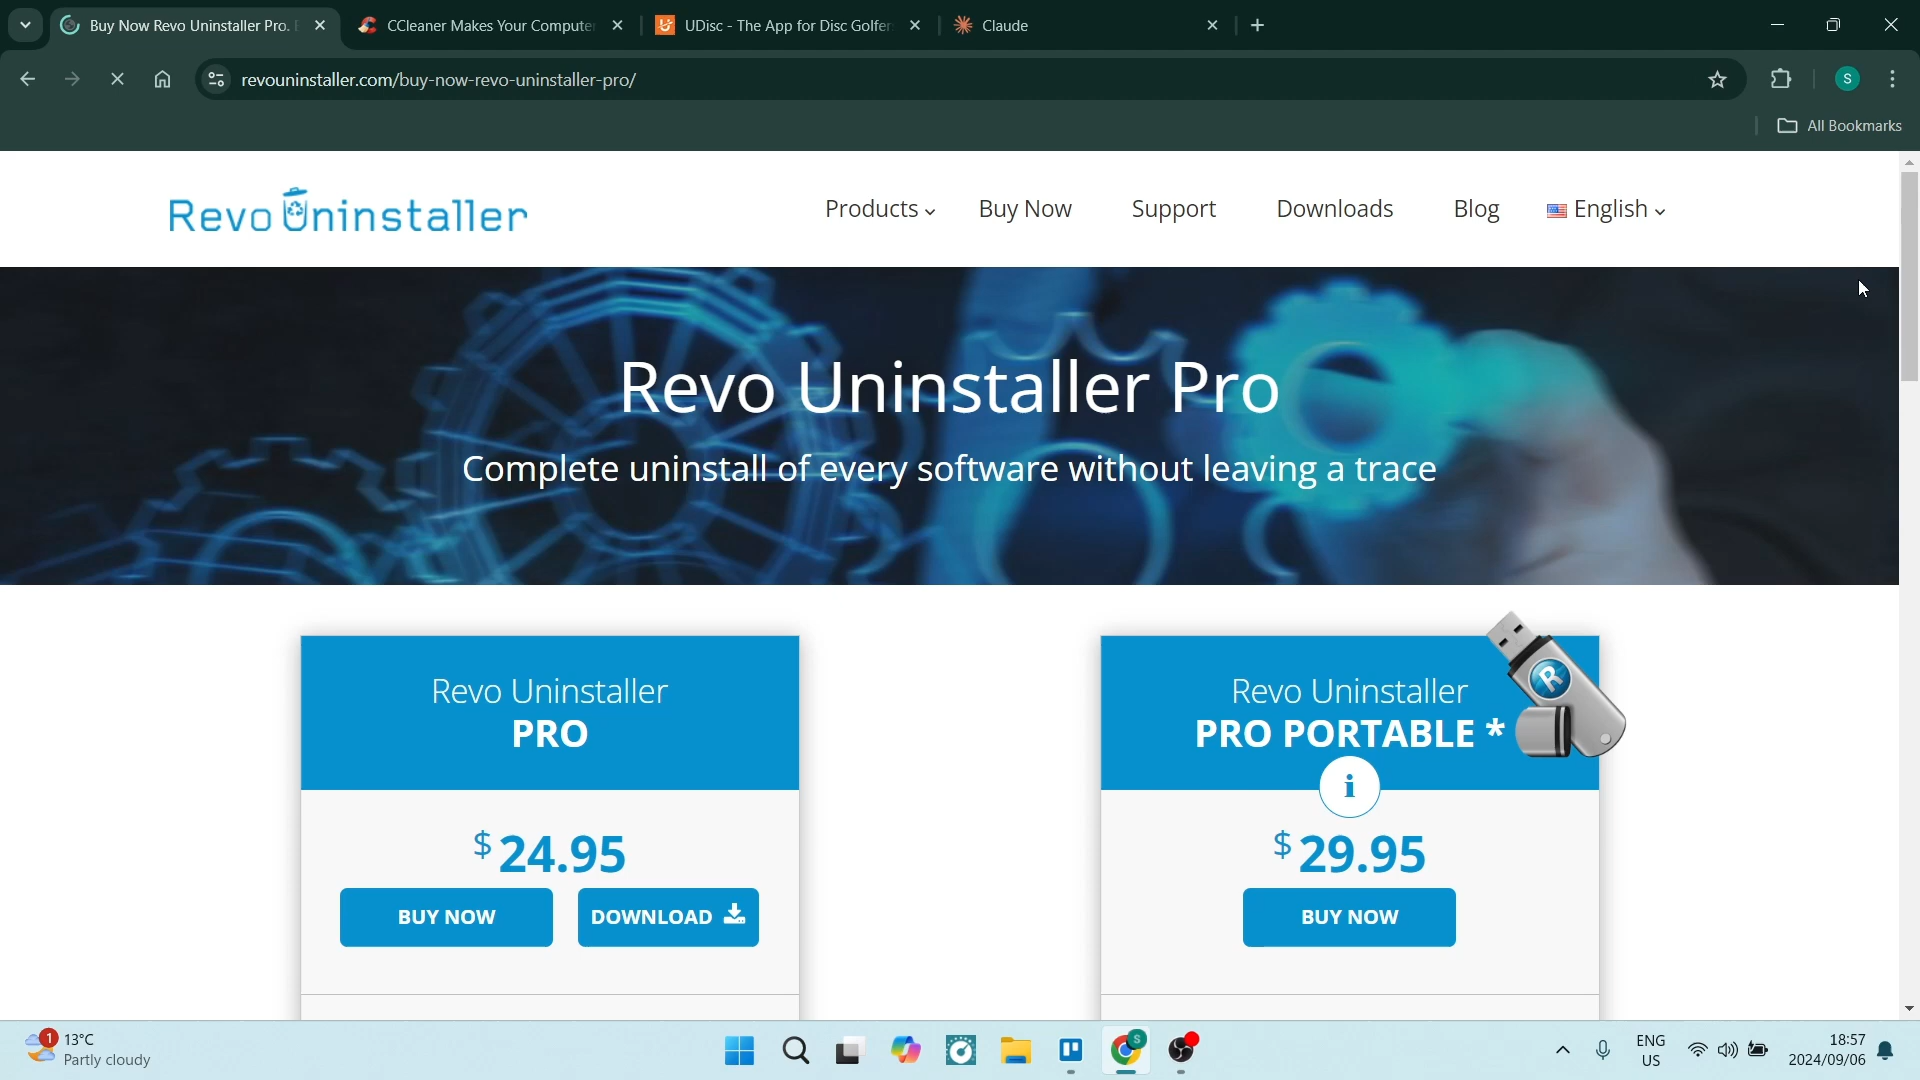 Buy Now Revo Uninstaller Pro.
CCleaner Makes Your Compute
UDisc - The App for Disc Golfer
Claude
revouninstaller.com/buy-now-revo-uninstaller-pro/
S
All Bookmarks
Revo Uninstaller
Products
Buy Now
Support
Downloads
Blog
English
Revo Uninstaller Pro
Complete uninstall of every software without leaving a trace
Revo Uninstaller
PRO
$24.95
BUY NOW
DOWNLOAD
Revo Uninstaller
PRO PORTABLE *
R
i
$29.95
BUY NOW
1
13°C
Partly cloudy
S
ENG
US
18:57
2024/09/06